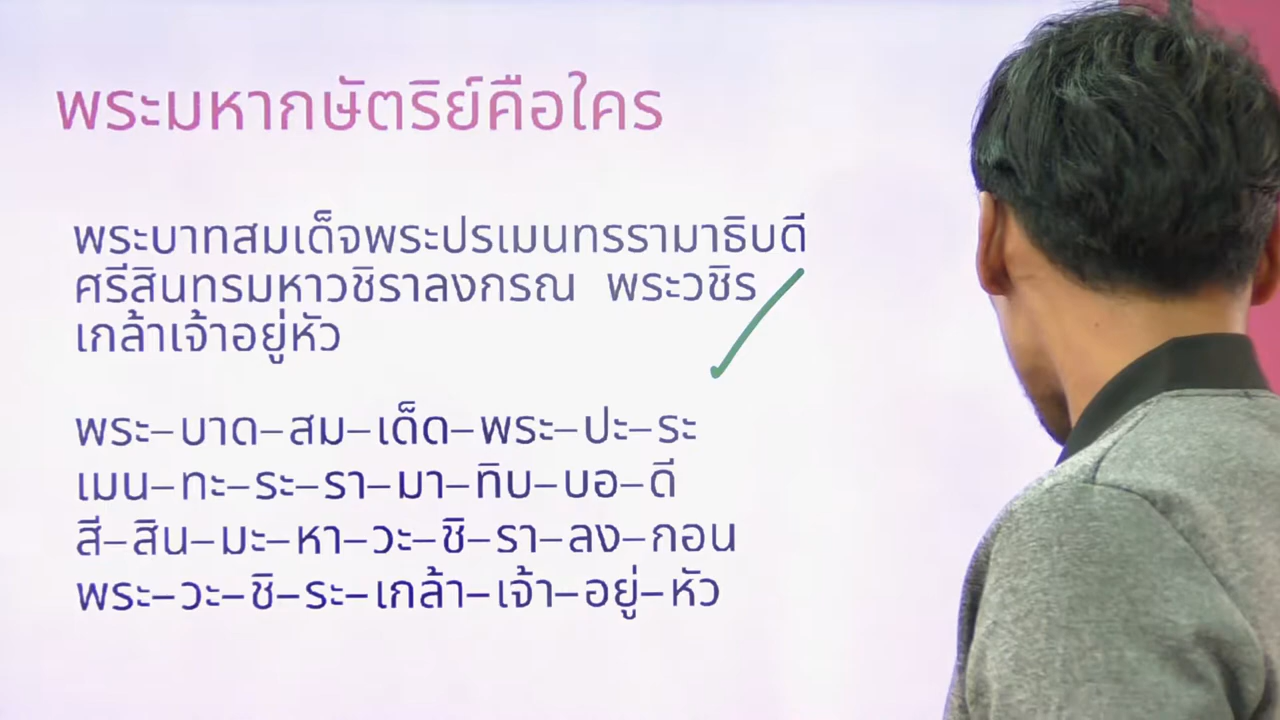 พระมหากษัตริย์คือใคร
พระบาทสมเด็จพระปรเมนทรรามาธิบดี
ศรีสินทรมหาวชิราลงกรณ พระวชิร
เกล้าเจ้าอยู่หัว
พระ–บาด–สม–เด็ด–พระ–ปะ–ระ
เมน–ทะ–ระ–รา–มา–ทิบ–บอ–ดี
สี–สิน–มะ–หา–วะ–ชิ–รา–ลง–กอน
พระ–วะ–ชิ–ระ–เกล้า–เจ้า–อยู่–หัว